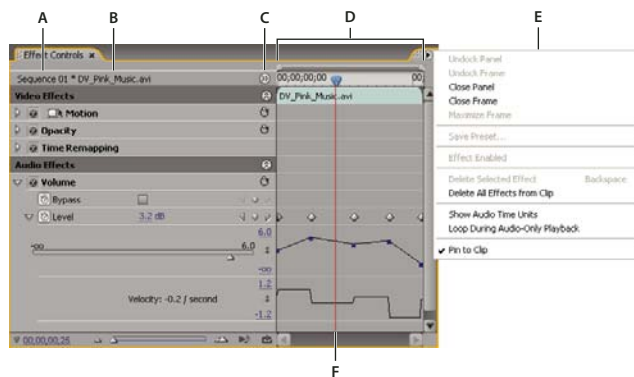 A B C D E
Effect Controls x
Sequence 01 * DV_Pink_Music.avi
00;00;00;00 00;
Video Effects
DV_Pink_Music.avi
Motion
Opacity
Time Remapping
Audio Effects
Volume
Bypass
Level 3.2 dB
6.0
-oo 6.0
-oo
1.2
Velocity: -0.2 / second
-1.2
00;00;00;25
F
Undock Panel
Undock Frame
Close Panel
Close Frame
Maximize Frame
Save Preset...
Effect Enabled
Delete Selected Effect Backspace
Delete All Effects from Clip
Show Audio Time Units
Loop During Audio-Only Playback
Pin to Clip